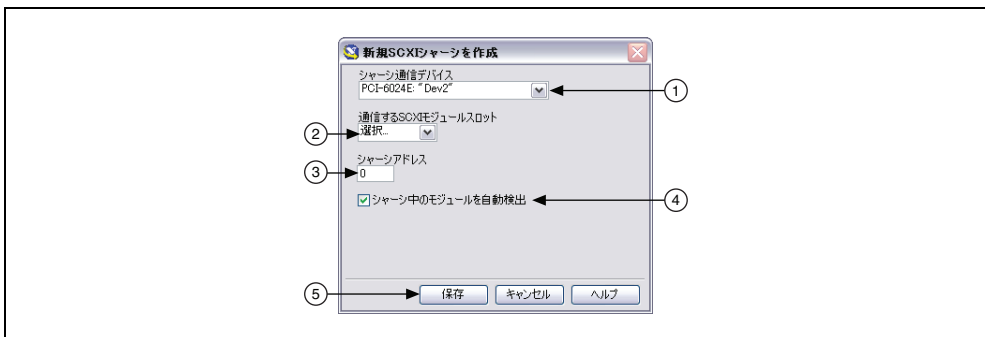 新規SCXIシャーシを作成
シャーシ通信デバイス
PCI-6024E: "Dev2"
1
通信するSCXIモジュールスロット
2
選択...
シャーシアドレス
3
0
シャーシ中のモジュールを自動検出
4
5
保存
キャンセル
ヘルプ